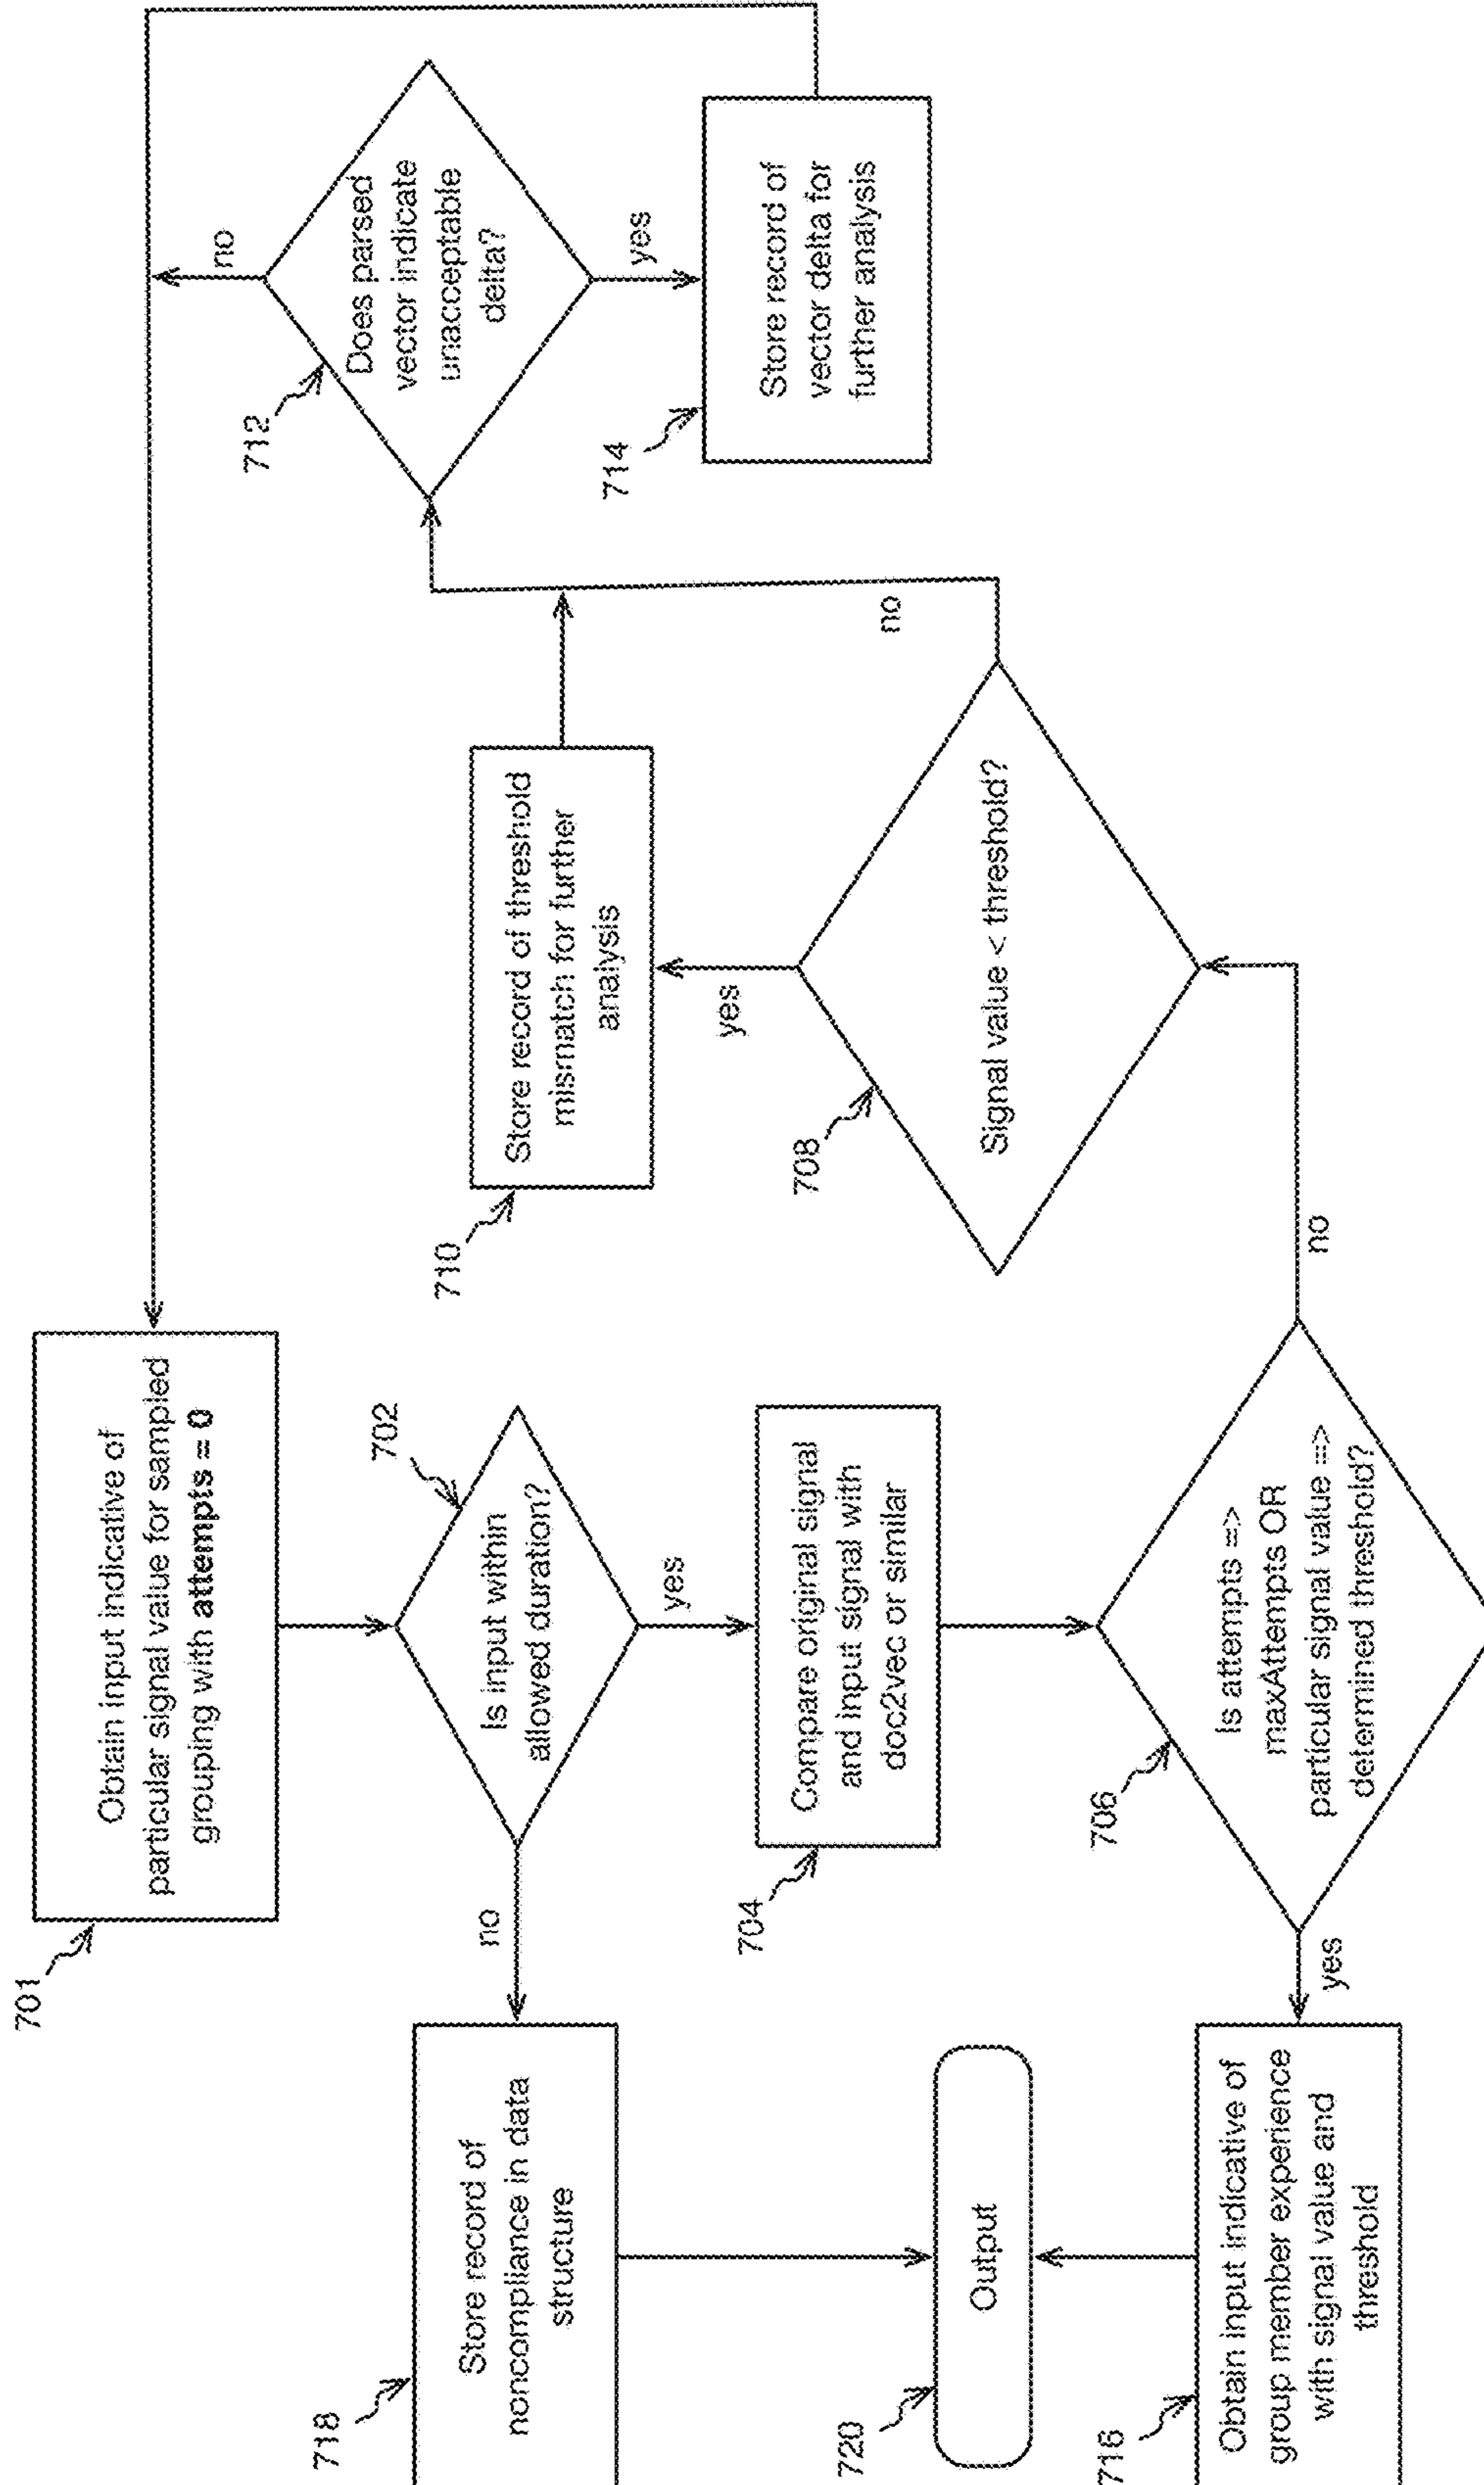 701
Obtain input indicative of
particular signal value for sampled
grouping with attempts = 0
702
Is input within
allowed duration?
no
yes
718
Store record of
noncompliance in data
structure
704
Compare original signal
and input signal with
doc2vec or similar
706
Is attempts =>
maxAttempts OR
particular signal value =>
determined threshold?
yes
no
716
Obtain input indicative of
group member experience
with signal value and
threshold
720
Output
708
Signal value < threshold?
yes
no
710
Store record of threshold
mismatch for further
analysis
712
Does parsed
vector indicate
unacceptable
delta?
no
yes
714
Store record of
vector delta for
further analysis